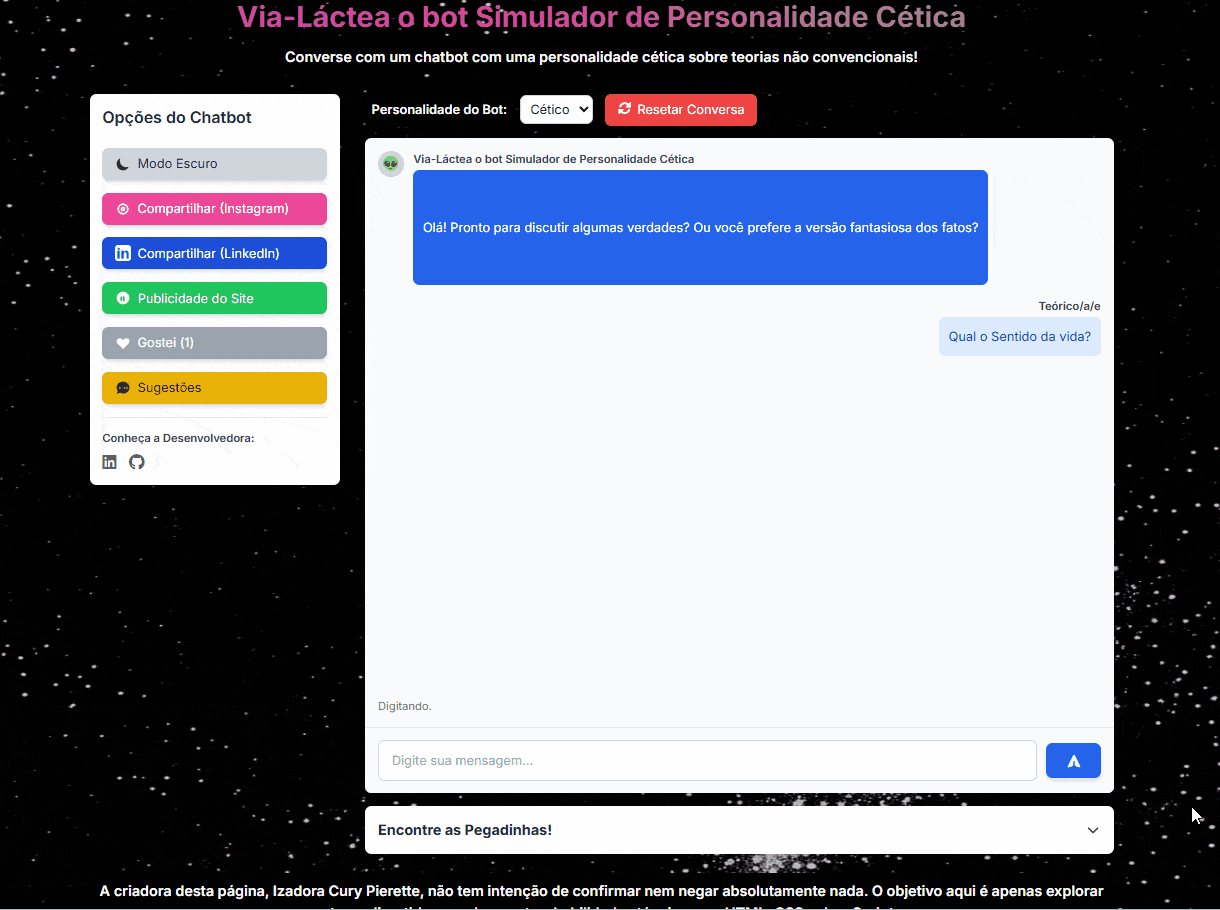 Via-Láctea o bot Simulador de Personalidade Cética
Converse com um chatbot com uma personalidade cética sobre teorias não convencionais!
Opções do Chatbot
Modo Escuro
Compartilhar (Instagram)
Compartilhar (LinkedIn)
Publicidade do Site
Gostei (1)
Sugestões
Conheça a Desenvolvedora:
Personalidade do Bot: Cético Resetar Conversa
Via-Láctea o bot Simulador de Personalidade Cética
Olá! Pronto para discutir algumas verdades? Ou você prefere a versão fantasiosa dos fatos?
Teórico/a/e
Qual o Sentido da vida?
Digitando.
Digite sua mensagem...
Encontre as Pegadinhas!
A criadora desta página, Izadora Cury Pierette, não tem intenção de confirmar nem negar absolutamente nada. O objetivo aqui é apenas explorar